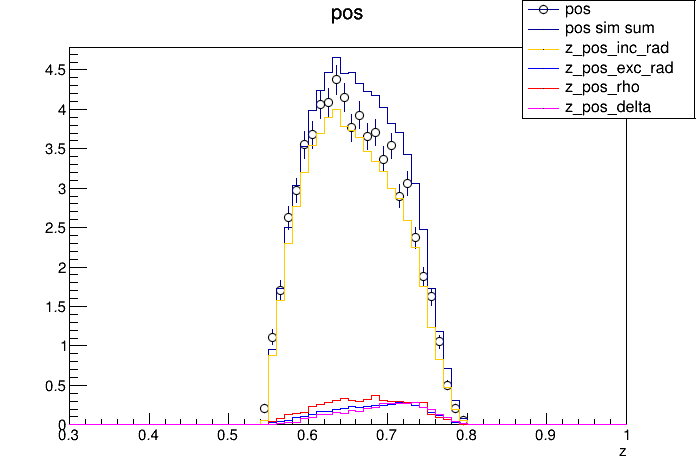 pos
pos
pos sim sum
z_pos_inc_rad
z_pos_exc_rad
z_pos_rho
z_pos_delta
4.5
4
3.5
3
2.5
2
1.5
1
0.5
0
0.3 0.4 0.5 0.6 0.7 0.8 0.9 1
z